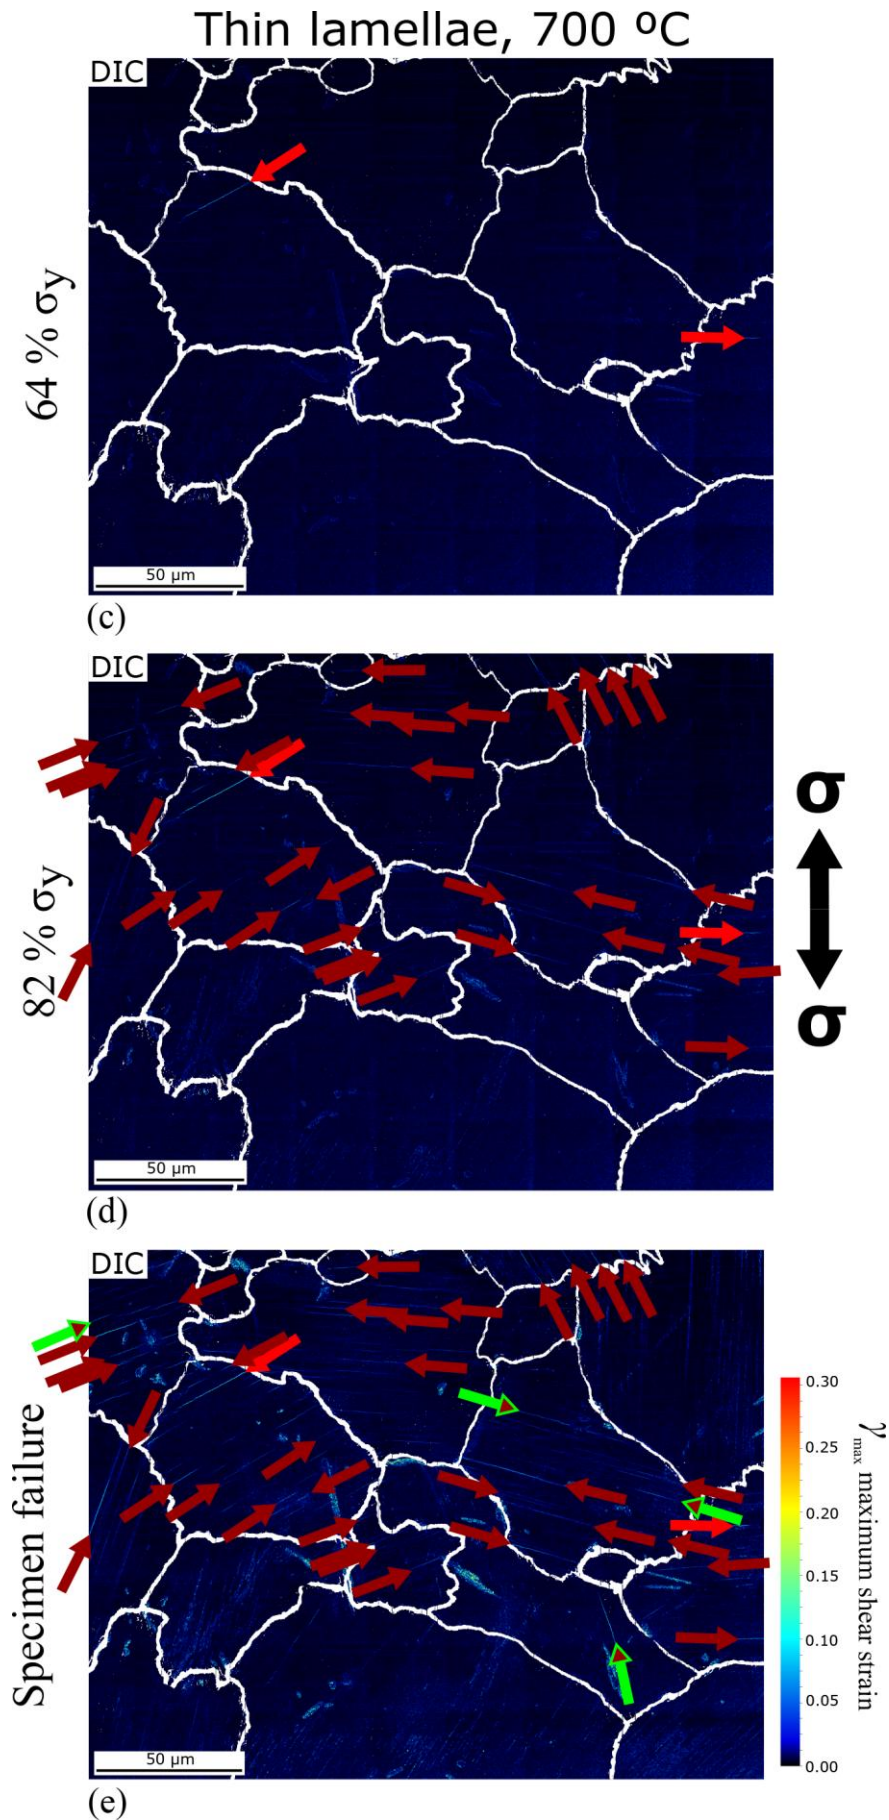 Thin lamellae, 700 ºC
DIC
64 % σy
50 µm
(c)
DIC
82 % σy
50 µm
(d)
σ
σ
DIC
Specimen failure
50 µm
(e)
0.30
0.25
0.20
0.15
0.10
0.05
0.00
γmax maximum shear strain